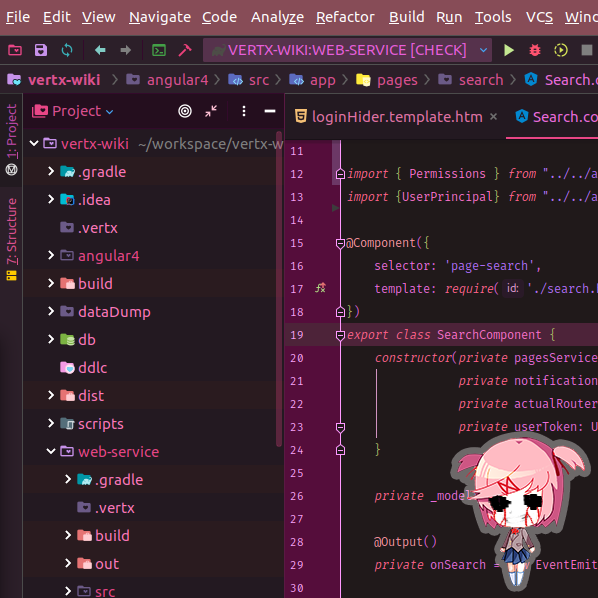 File Edit View Navigate Code Analyze Refactor Build Run Tools VCS
VERTX-WIKI:WEB-SERVICE [CHECK]
vertx-wiki angular4 src app pages search Search.co
1: Project
7: Structure
Project
loginHider.template.htm Search.co
vertx-wiki ~/workspace/vertx-w
.gradle
.idea
.vertx
angular4
build
dataDump
db
ddlc
dist
scripts
web-service
.gradle
.vertx
build
out
src
11
12 import { Permissions } from "../../a
13 import {UserPrincipal} from "../../a
14
15 @Component({
16 selector: 'page-search',
17 template: require( id: './search.
18 })
19 export class SearchComponent {
20 constructor(private pagesService
21 private notification
22 private actualRouter
23 private userToken: U
24 }
25
26 private _model
27
28 @Output()
29 private onSearch = EventEmit
30